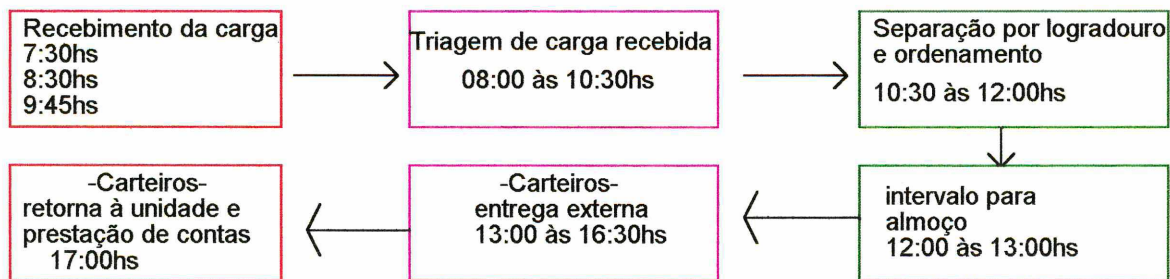 Recebimento da carga
7:30hs
8:30hs
9:45hs
Triagem de carga recebida
08:00 às 10:30hs
Separação por logradouro
e ordenamento
10:30 às 12:00hs
intervalo para
almoço
12:00 às 13:00hs
-Carteiros-
entrega externa
13:00 às 16:30hs
-Carteiros-
retorna à unidade e
prestação de contas
17:00hs